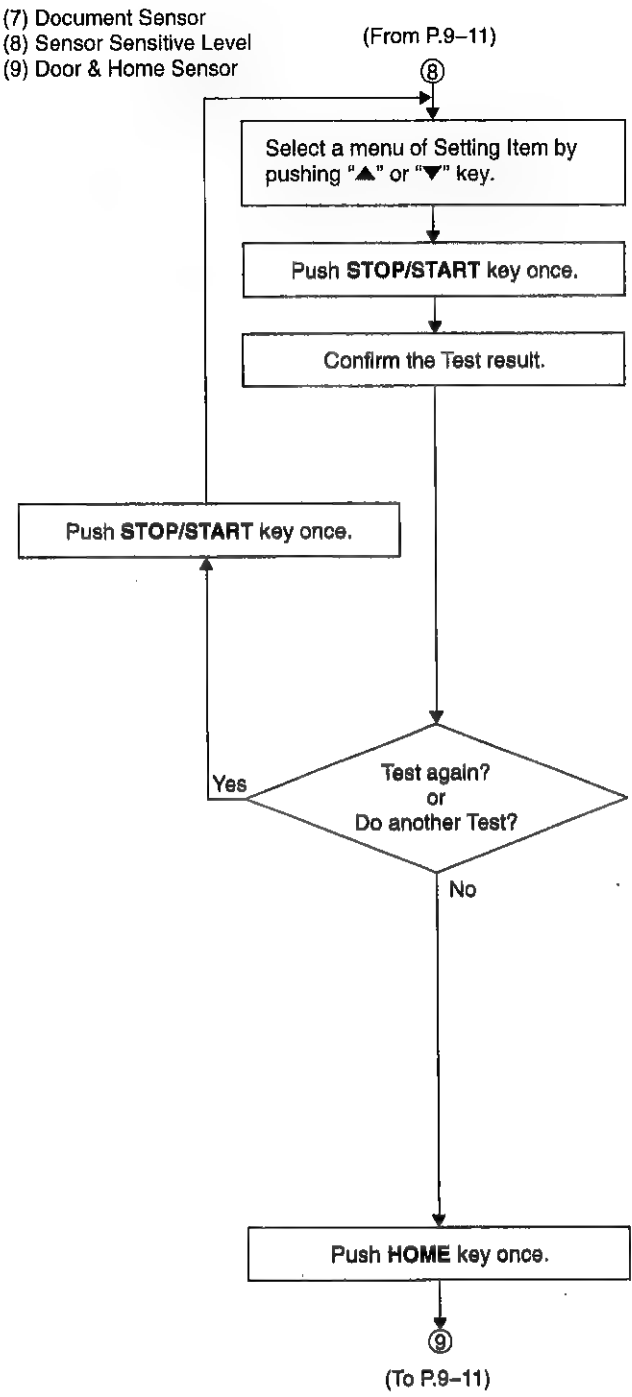 (7) Document Sensor
(8) Sensor Sensitive Level
(9) Door & Home Sensor
(From P.9–11)
⑧
Select a menu of Setting Item by
pushing "▲" or "▼" key.
Push STOP/START key once.
Confirm the Test result.
Push STOP/START key once.
Yes
Test again?
or
Do another Test?
No
Push HOME key once.
⑨
(To P.9–11)